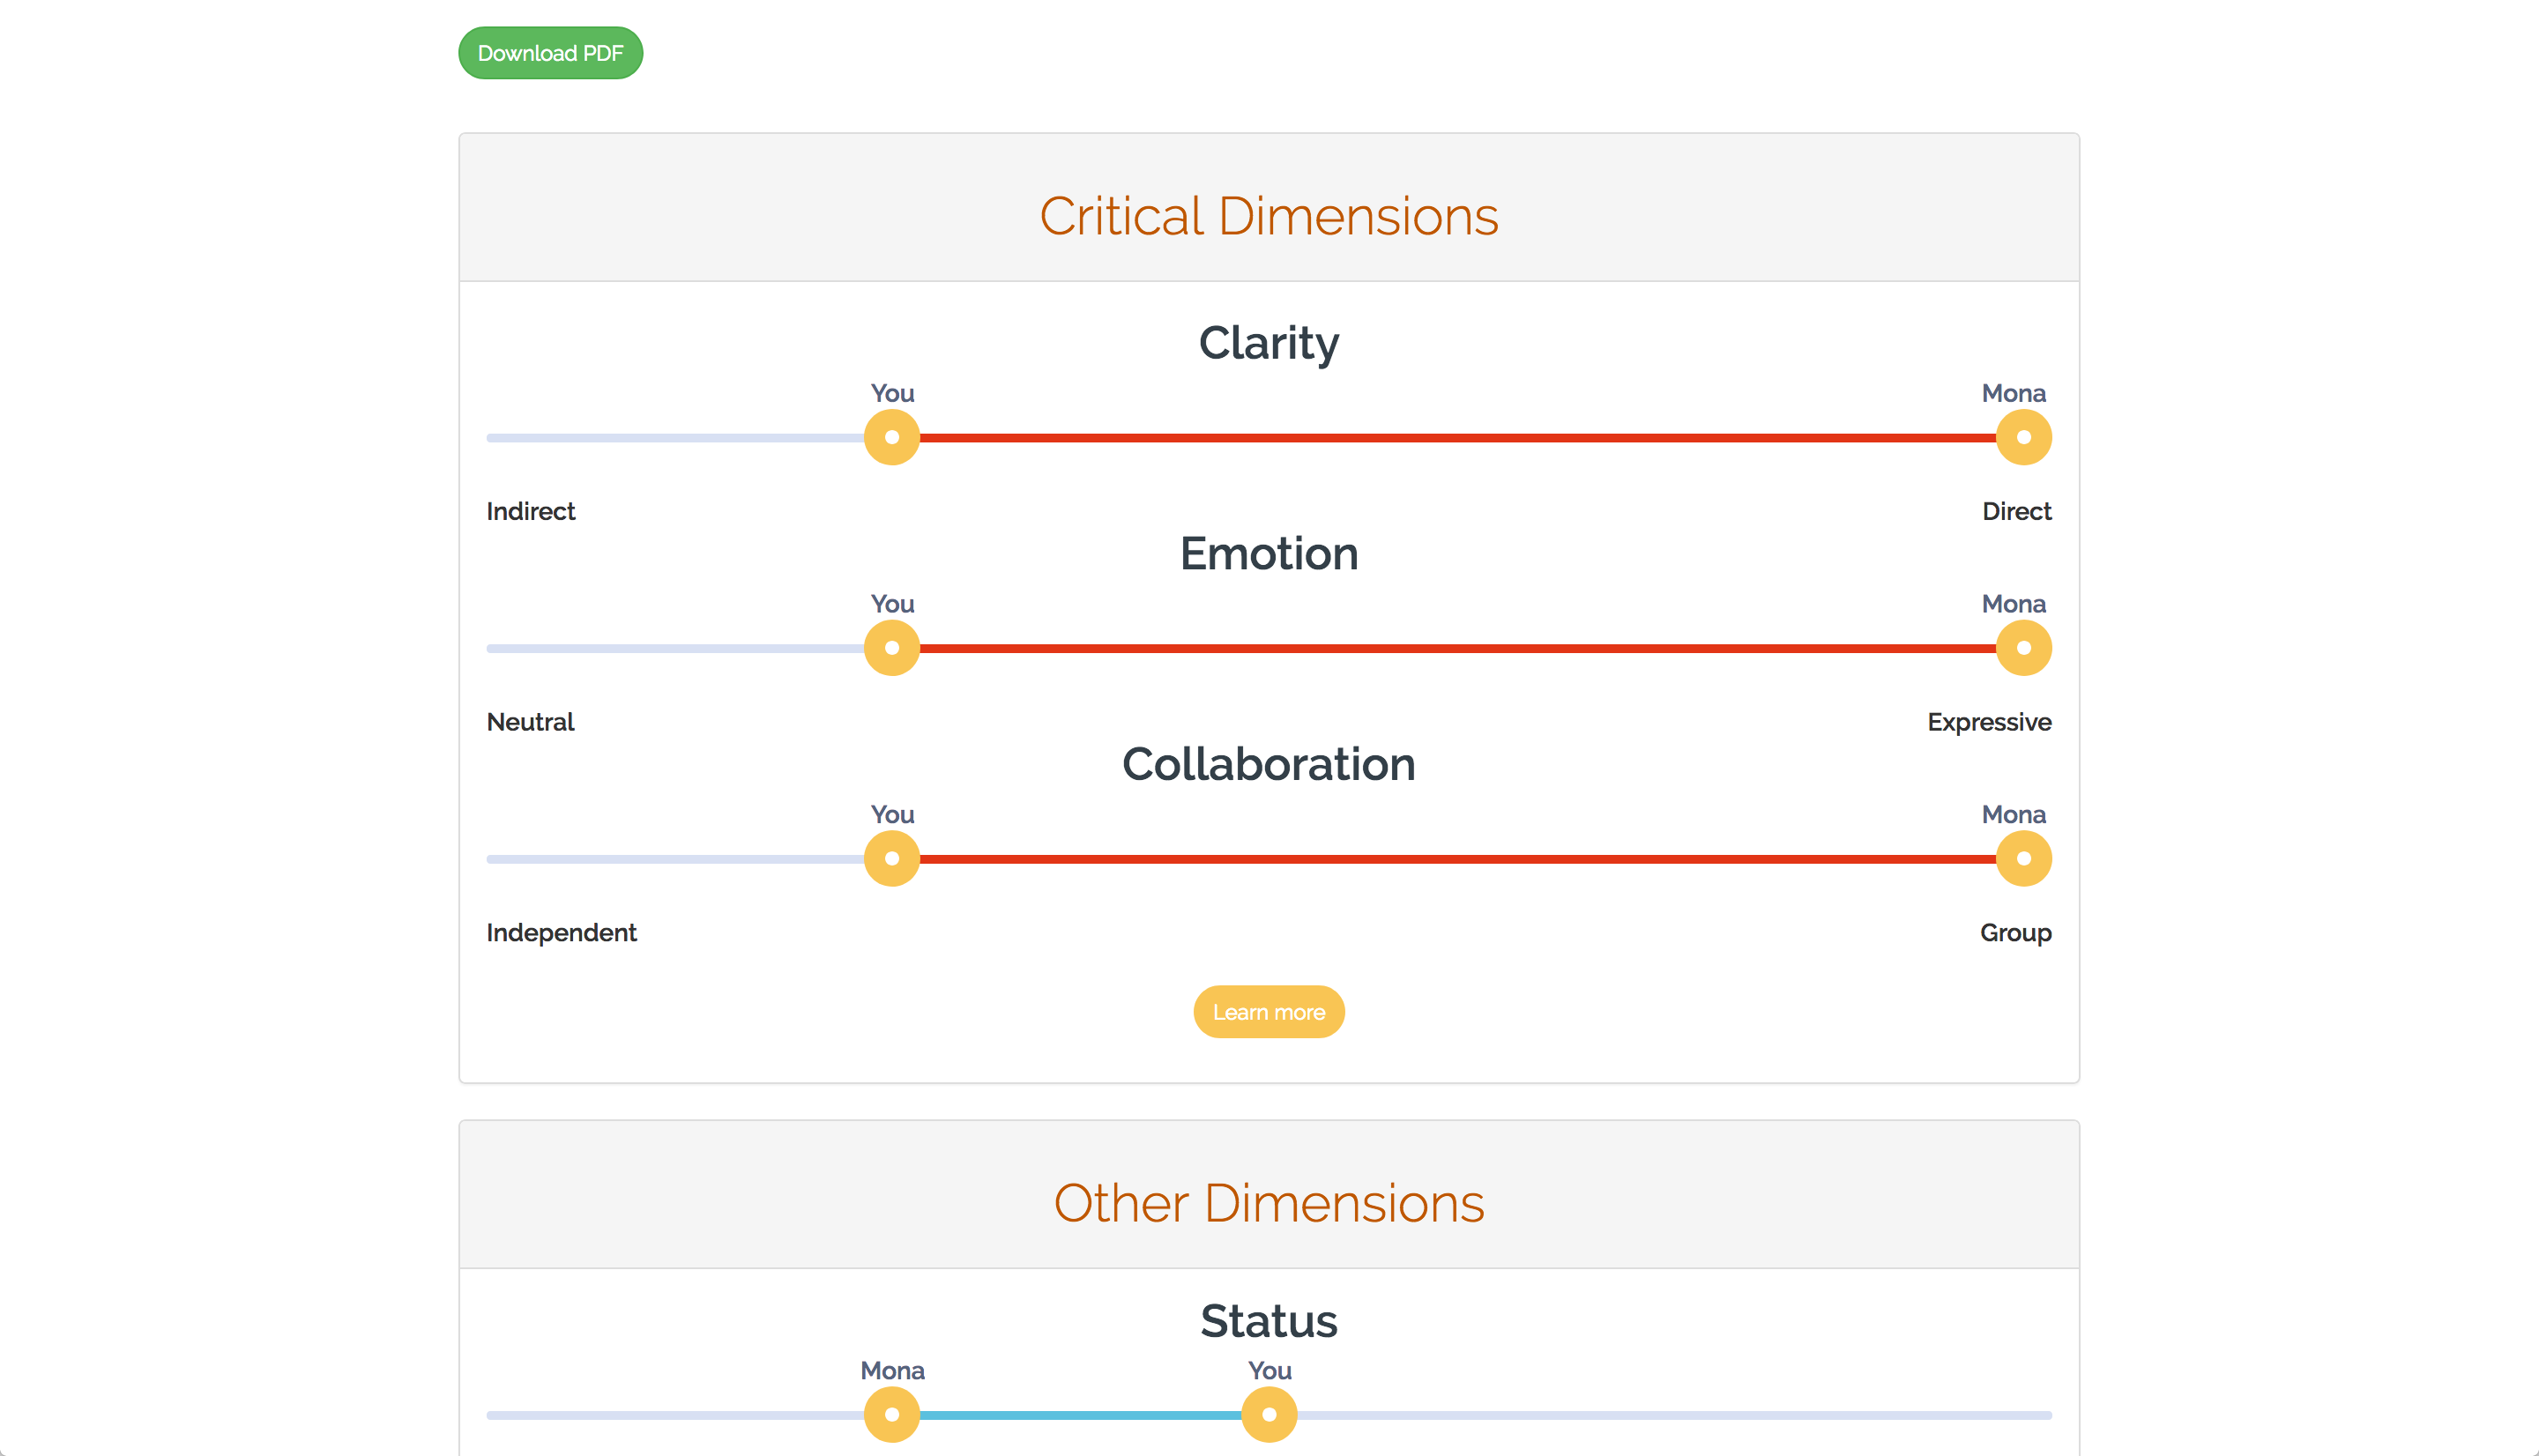 Download PDF
Critical Dimensions
Clarity
You Mona
Indirect Direct
Emotion
You Mona
Neutral Expressive
Collaboration
You Mona
Independent Group
Learn more
Other Dimensions
Status
Mona You